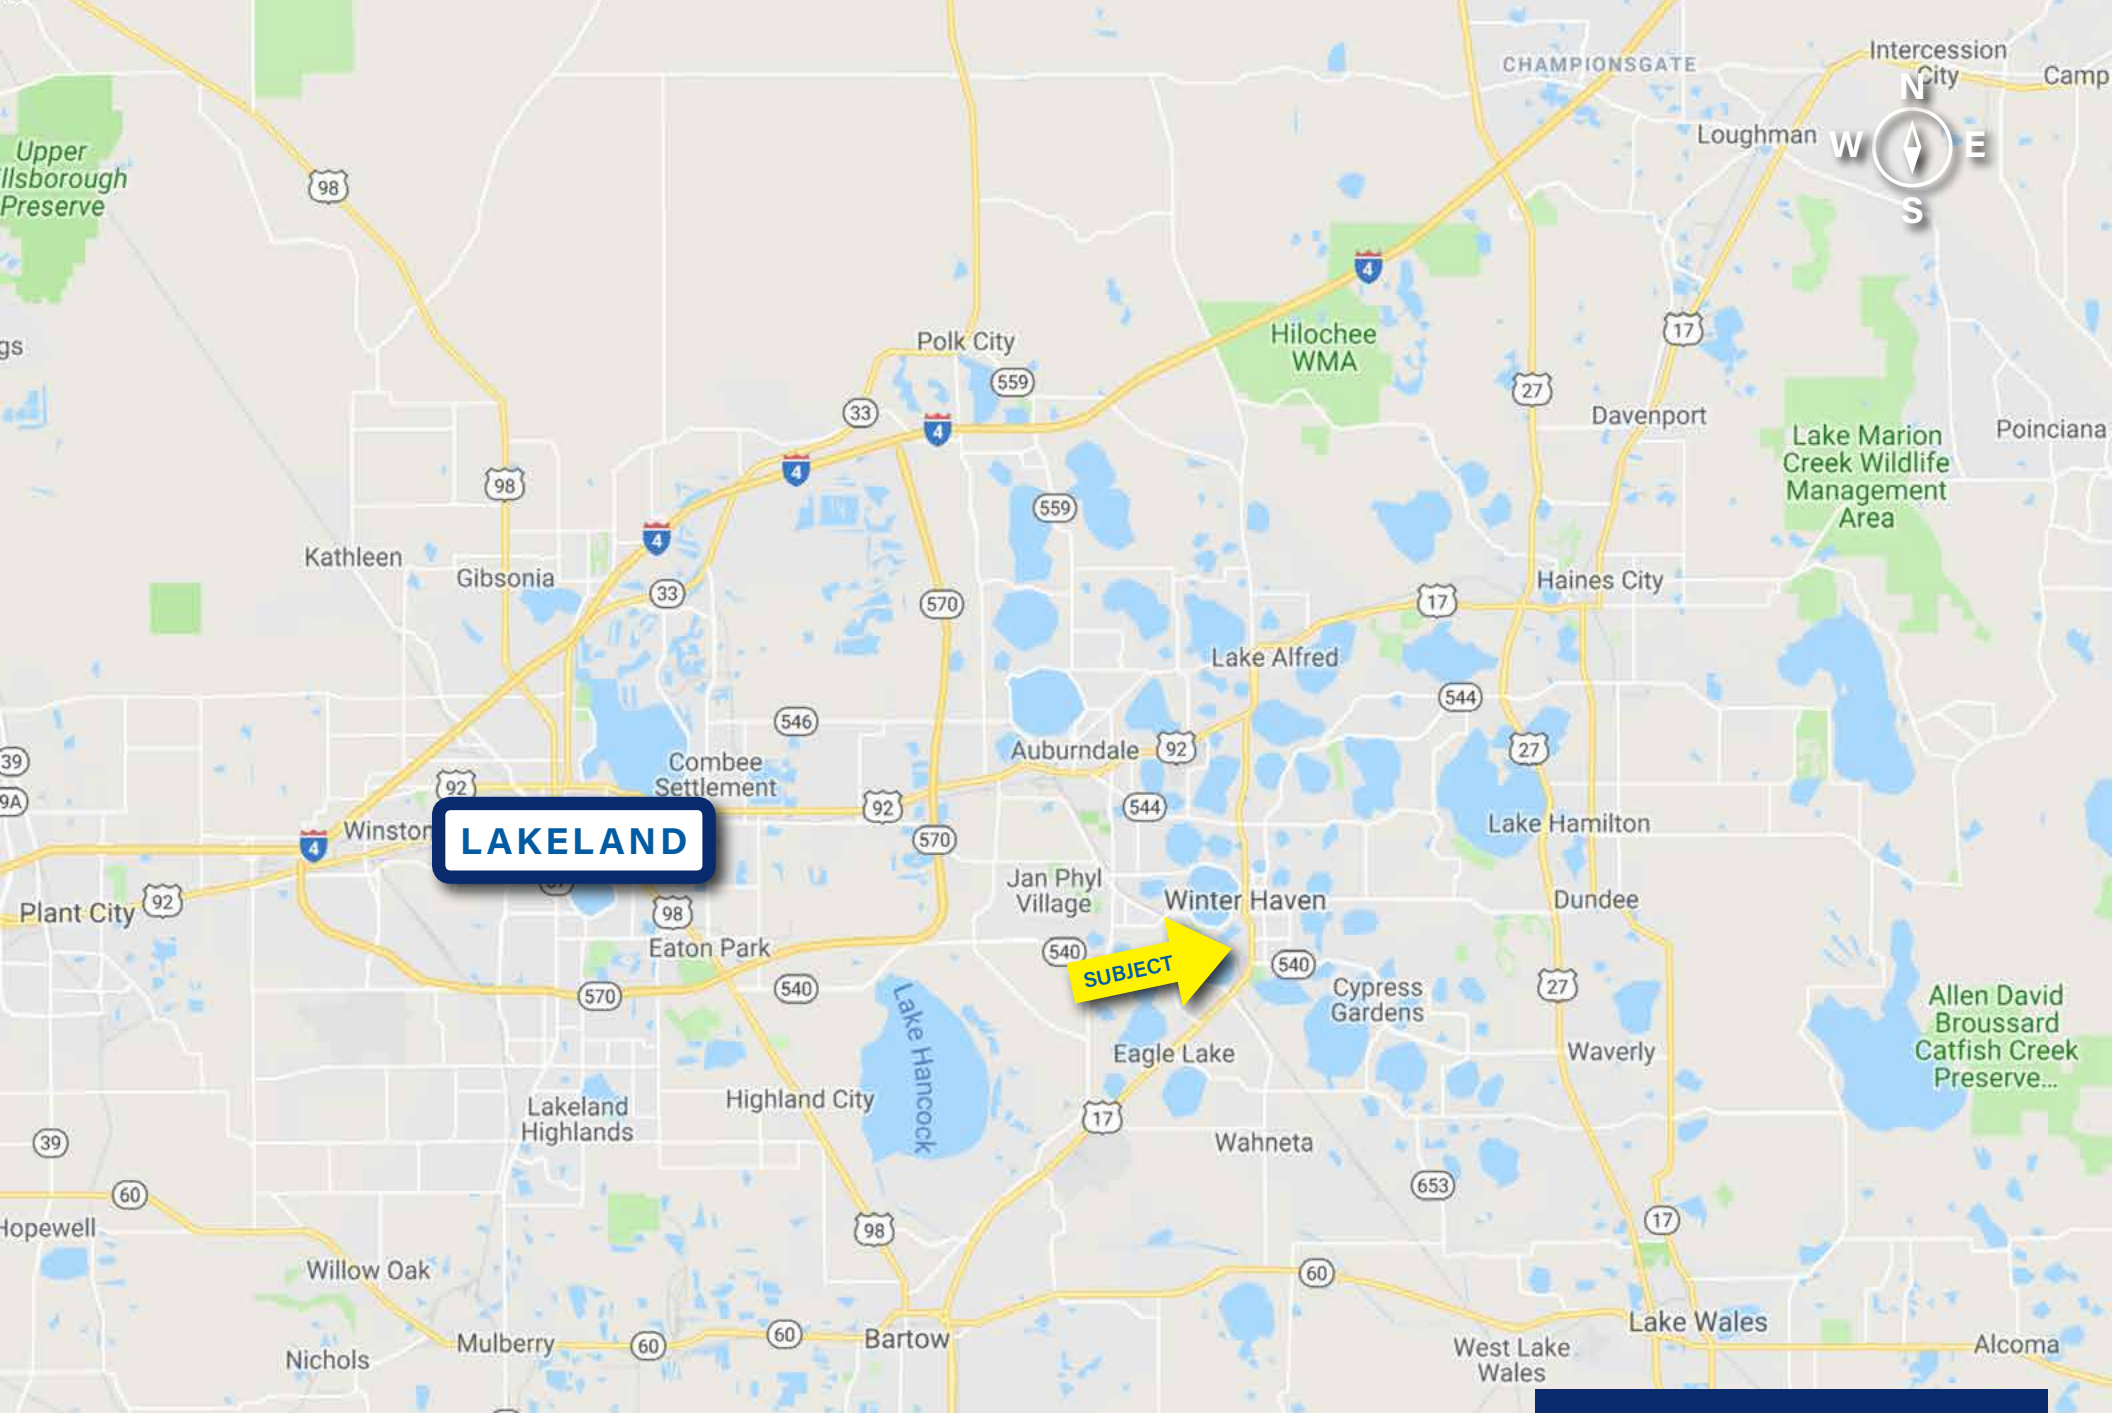 CHAMPIONSGATE
Intercession
City
Camp
N
W
E
S
Loughman
Upper
llsborough
Preserve
98
4
Hilochee
WMA
17
gs
Polk City
559
33
27
Davenport
4
4
Lake Marion
Creek Wildlife
Management
Area
Poinciana
98
559
4
Kathleen
Gibsonia
33
570
17
Haines City
Lake Alfred
544
546
39
Combee
Settlement
Auburndale
92
27
92
9A
92
544
Lake Hamilton
4
Winston
LAKELAND
570
Jan Phyl
Village
Winter Haven
Dundee
Plant City
92
98
Eaton Park
540
SUBJECT
540
570
540
Cypress
Gardens
27
Allen David
Broussard
Catfish Creek
Preserve...
Lake Hancock
Eagle Lake
Waverly
Lakeland
Highlands
Highland City
17
39
Wahneta
60
653
Hopewell
98
17
Willow Oak
60
Lake Wales
Mulberry
60
60
Bartow
West Lake
Wales
Alcoma
Nichols